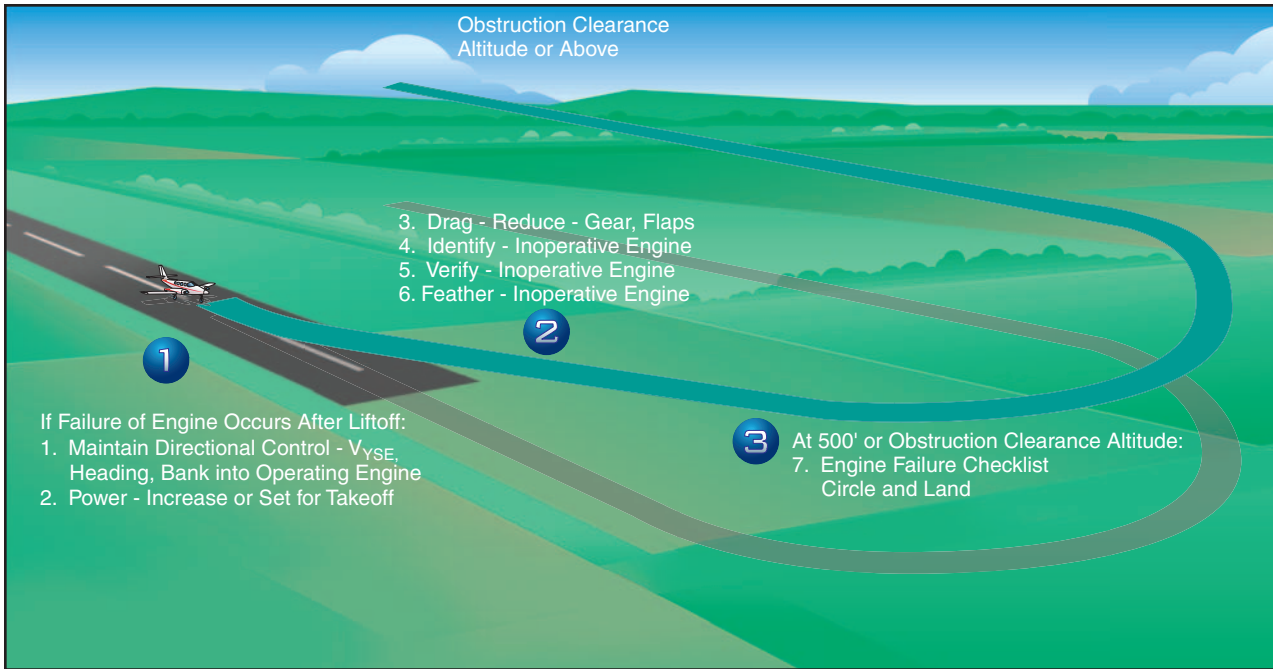 Obstruction Clearance
Altitude or Above
3. Drag - Reduce - Gear, Flaps
4. Identify - Inoperative Engine
5. Verify - Inoperative Engine
6. Feather - Inoperative Engine
2
1
If Failure of Engine Occurs After Liftoff:
1. Maintain Directional Control - VYSE,
Heading, Bank into Operating Engine
2. Power - Increase or Set for Takeoff
3
At 500' or Obstruction Clearance Altitude:
7. Engine Failure Checklist
Circle and Land